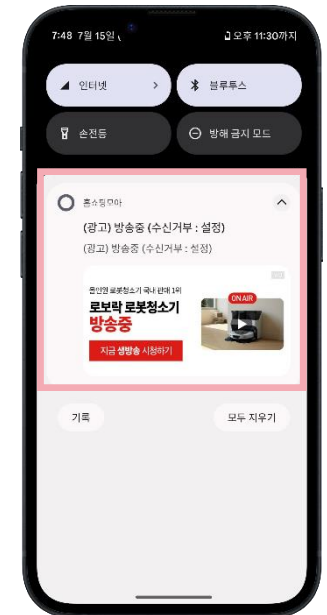 7:48 7월 15일 (
오후 11:30까지
인터넷
블루투스
손전등
방해 금지 모드
홈쇼핑모아
(광고) 방송중 (수신거부 : 설정)
(광고) 방송중 (수신거부 : 설정)
올인원 로봇청소기 국내 판매 1위
로보락 로봇청소기
방송중
지금 생방송 시청하기
ON AIR
기록
모두 지우기